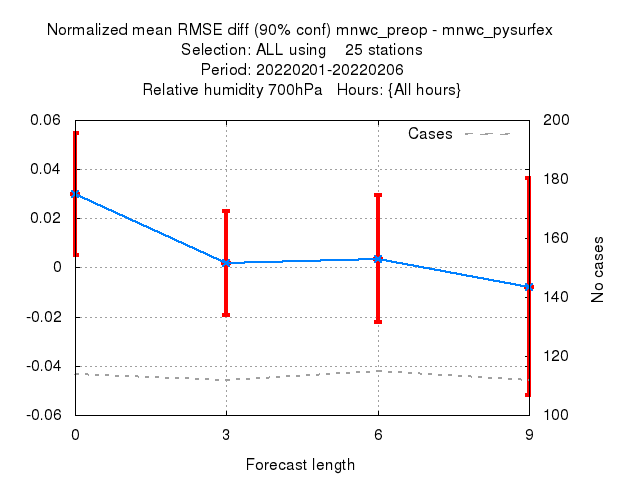 Normalized mean RMSE diff (90% conf) mnwc_preop - mnwc_pysurfex
Selection: ALL using    25 stations
Period: 20220201-20220206
Relative humidity 700hPa   Hours: {All hours}
0.06
0.04
0.02
0
-0.02
-0.04
-0.06
Cases
200
180
160
140
120
100
No cases
0 3 6 9
Forecast length